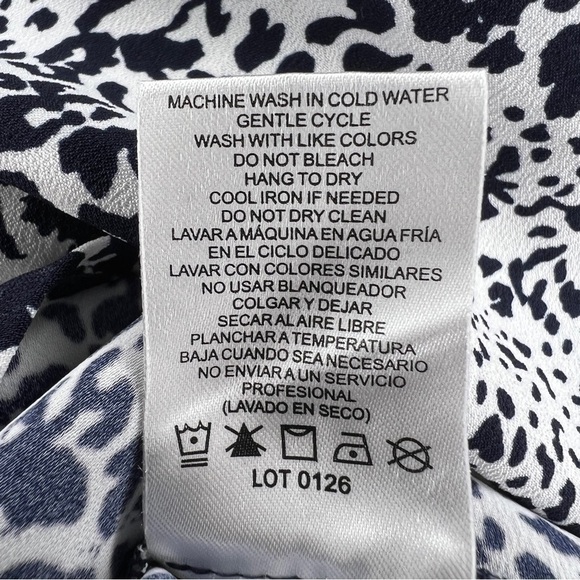 MACHINE WASH IN COLD WATER
GENTLE CYCLE
WASH WITH LIKE COLORS
DO NOT BLEACH
HANG TO DRY
COOL IRON IF NEEDED
DO NOT DRY CLEAN
LAVAR A MÁQUINA EN AGUA FRÍA
EN EL CICLO DELICADO
LAVAR CON COLORES SIMILARES
NO USAR BLANQUEADOR
COLGAR Y DEJAR
SECAR AL AIRE LIBRE
PLANCHAR A TEMPERATURA
BAJA CUANDO SEA NECESARIO
NO ENVIAR A UN SERVICIO
PROFESIONAL
(LAVADO EN SECO)
LOT 0126